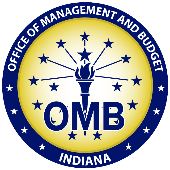 OFFICE OF MANAGEMENT AND BUDGET
OMB
INDIANA